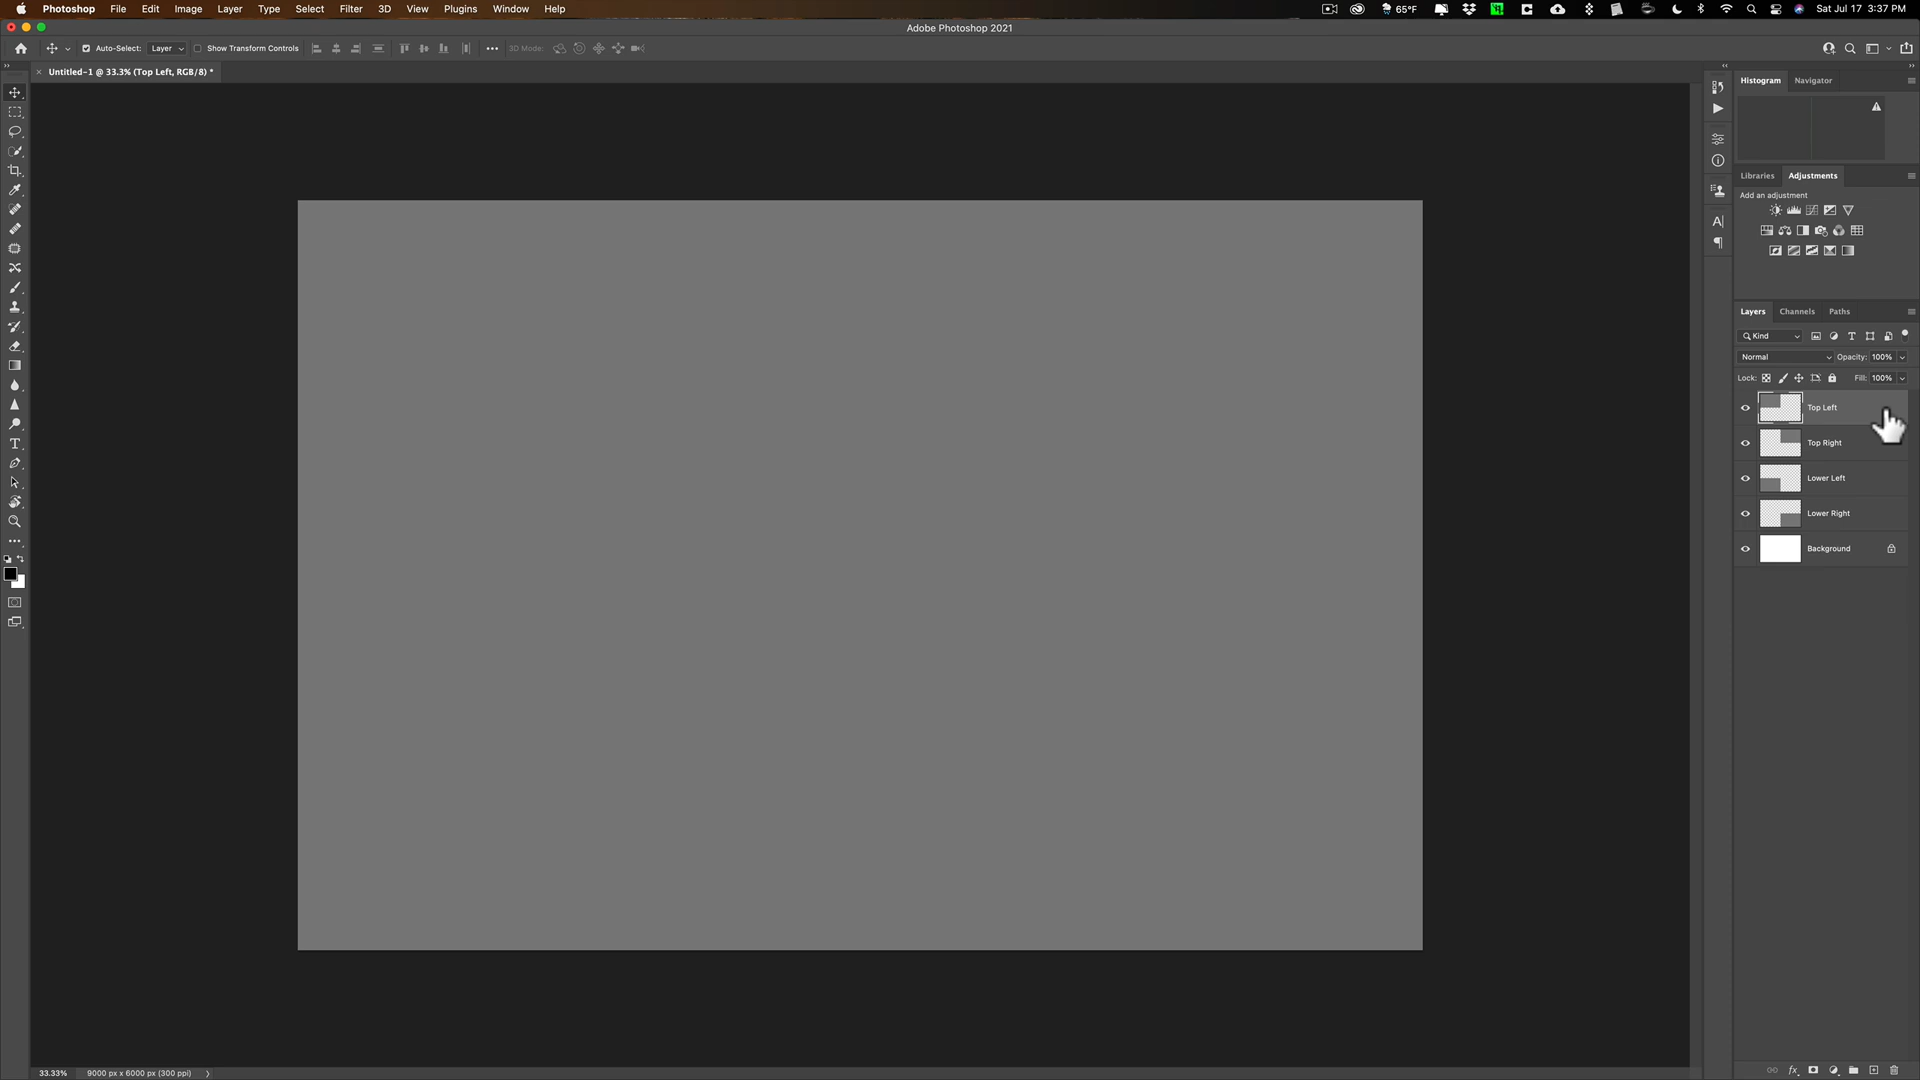 Photoshop File Edit Image Layer Type Select Filter 3D View Plugins Window Help 65°F Sat Jul 17 3:37 PM
Adobe Photoshop 2021
Auto-Select: Layer Show Transform Controls 3D Mode:
Untitled-1 @ 33.3% (Top Left, RGB/8) *
Histogram Navigator
Libraries Adjustments
Add an adjustment
Layers Channels Paths
Kind
Normal Opacity: 100%
Lock: Fill: 100%
Top Left
Top Right
Lower Left
Lower Right
Background
33.33% 9000 px x 6000 px (300 ppi)